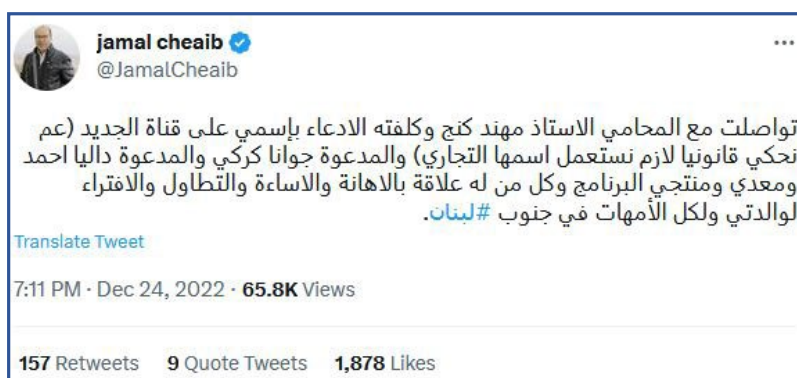 jamal cheaib
@JamalCheaib
تواصلت مع المحامي الاستاذ مهند كنج وكلفته الادعاء بإسمي على قناة الجديد (عم
نحكي قانونيا لازم نستعمل اسمها التجاري) والمدعوة جوانا كركي والمدعوة داليا احمد
ومعدي ومنتجي البرنامج وكل من له علاقة بالاهانة والاساءة والتطاول والافتراء
لوالدتي ولكل الأمهات في جنوب #لبنان.
Translate Tweet
7:11 PM · Dec 24, 2022 · 65.8K Views
157 Retweets 9 Quote Tweets 1,878 Likes